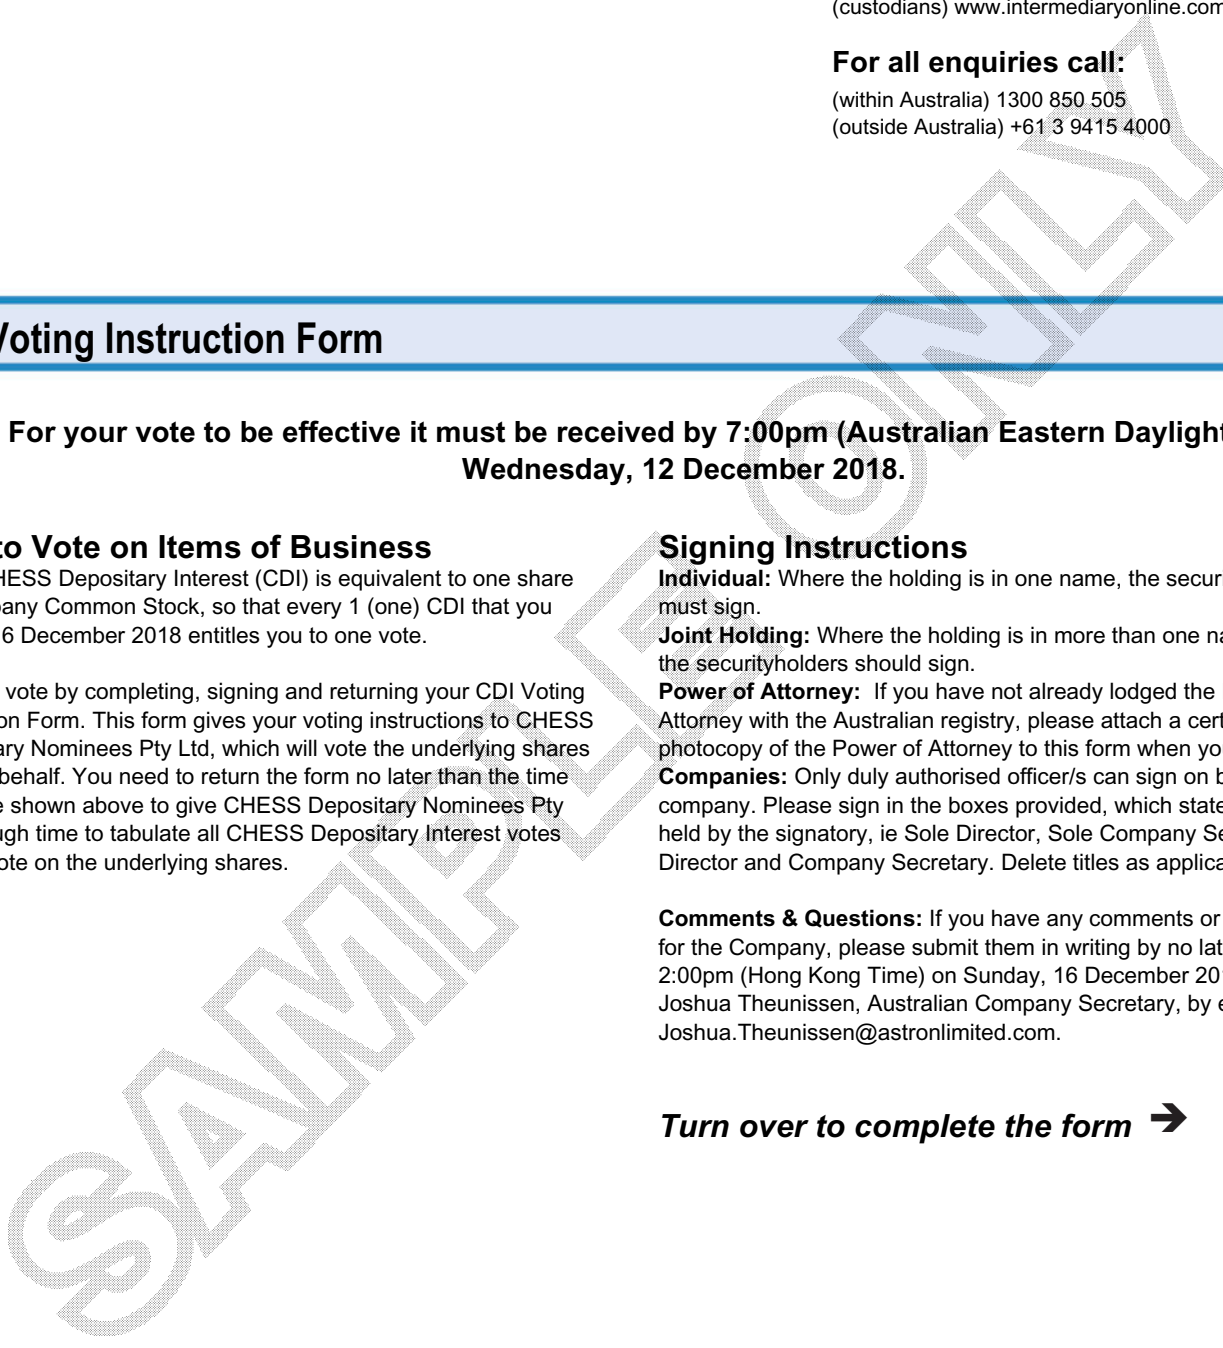 (custodians) www.intermediaryonline.com
For all enquiries call:
(within Australia) 1300 850 505
(outside Australia) +61 3 9415 4000
Voting Instruction Form
For your vote to be effective it must be received by 7:00pm (Australian Eastern Daylight
Wednesday, 12 December 2018.
to Vote on Items of Business
HESS Depositary Interest (CDI) is equivalent to one share
pany Common Stock, so that every 1 (one) CDI that you
6 December 2018 entitles you to one vote.
vote by completing, signing and returning your CDI Voting
on Form. This form gives your voting instructions to CHESS
ary Nominees Pty Ltd, which will vote the underlying shares
behalf. You need to return the form no later than the time
e shown above to give CHESS Depositary Nominees Pty
ugh time to tabulate all CHESS Depositary Interest votes
ote on the underlying shares.
Signing Instructions
Individual: Where the holding is in one name, the securi
must sign.
Joint Holding: Where the holding is in more than one na
the securityholders should sign.
Power of Attorney: If you have not already lodged the
Attorney with the Australian registry, please attach a cert
photocopy of the Power of Attorney to this form when you
Companies: Only duly authorised officer/s can sign on b
company. Please sign in the boxes provided, which state
held by the signatory, ie Sole Director, Sole Company Se
Director and Company Secretary. Delete titles as applica
Comments & Questions: If you have any comments or
for the Company, please submit them in writing by no lat
2:00pm (Hong Kong Time) on Sunday, 16 December 201
Joshua Theunissen, Australian Company Secretary, by e
Joshua.Theunissen@astronlimited.com.
Turn over to complete the form ➔
SAMPLE ONLY